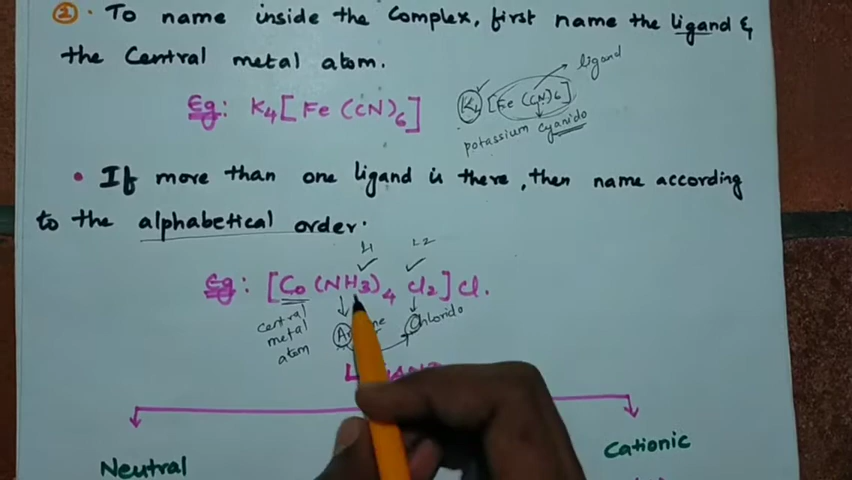 ② · To name inside the Complex, first name the ligand &
the Central metal atom.
Eg: K4[Fe(CN)6]
K4 [Fe (CN)6]
ligand
potassium cyanido
• If more than one ligand is there, then name according
to the alphabetical order.
L1 L2
Eg: [Co(NH3)4 Cl2] Cl.
central
metal
atom
Chlorido
Neutral
Cationic